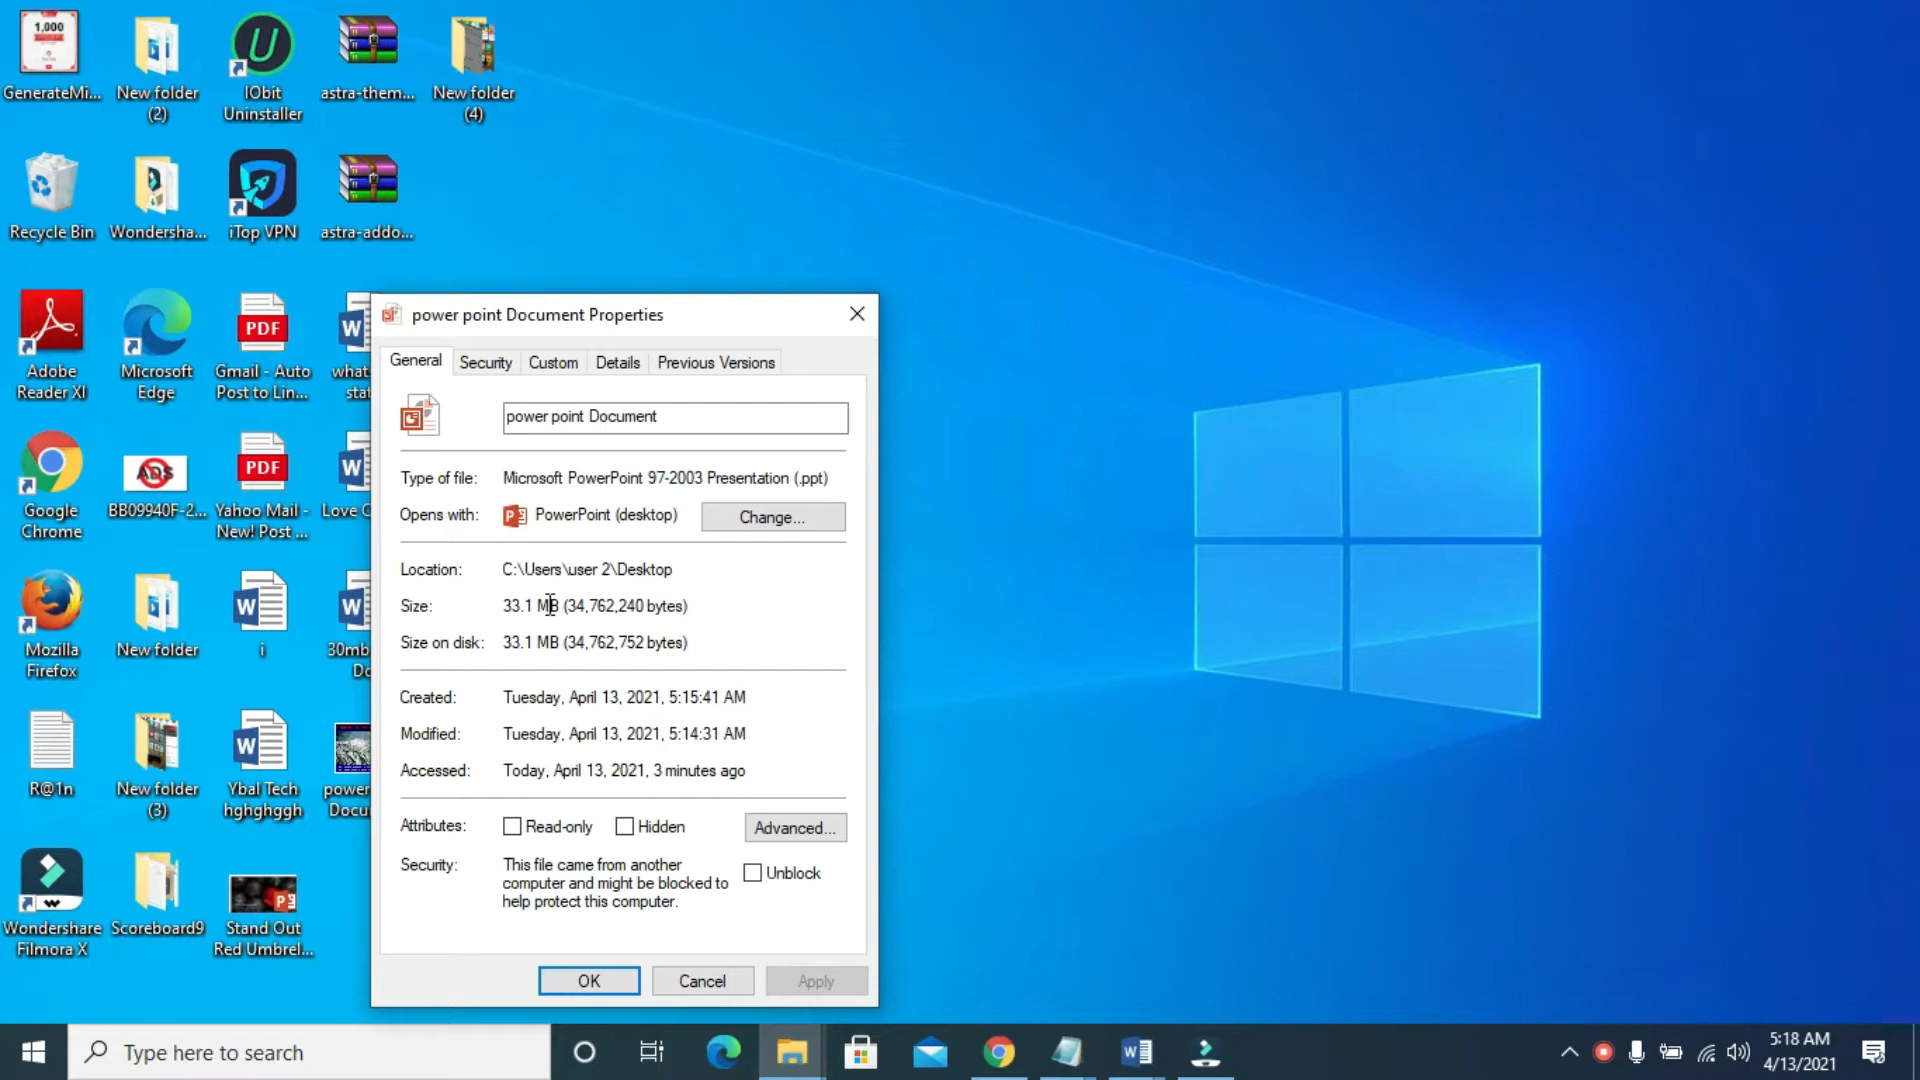 1,000
GenerateMi...
New folder
(2)
IObit
Uninstaller
astra-them...
New folder
(4)
Recycle Bin
Wondersha...
iTop VPN
astra-addo...
Adobe
Reader XI
Microsoft
Edge
PDF
Gmail - Auto
Post to Lin...
W
what
stat
Google
Chrome
ADS
BB09940F-2...
PDF
Yahoo Mail -
New! Post ...
W
Love C
Mozilla
Firefox
New folder
W
i
W
30mb
Do
R@1n
New folder
(3)
W
Ybal Tech
hghghggh
power
Docu
Wondershare
Filmora X
Scoreboard9
P
Stand Out
Red Umbrel...
power point Document Properties
General
Security
Custom
Details
Previous Versions
power point Document
Type of file:
Microsoft PowerPoint 97-2003 Presentation (.ppt)
Opens with:
PowerPoint (desktop)
Change...
Location:
C:\Users\user 2\Desktop
Size:
33.1 MB (34,762,240 bytes)
Size on disk:
33.1 MB (34,762,752 bytes)
Created:
Tuesday, April 13, 2021, 5:15:41 AM
Modified:
Tuesday, April 13, 2021, 5:14:31 AM
Accessed:
Today, April 13, 2021, 3 minutes ago
Attributes:
Read-only
Hidden
Advanced...
Security:
This file came from another
computer and might be blocked to
help protect this computer.
Unblock
OK
Cancel
Apply
Type here to search
W
5:18 AM
4/13/2021